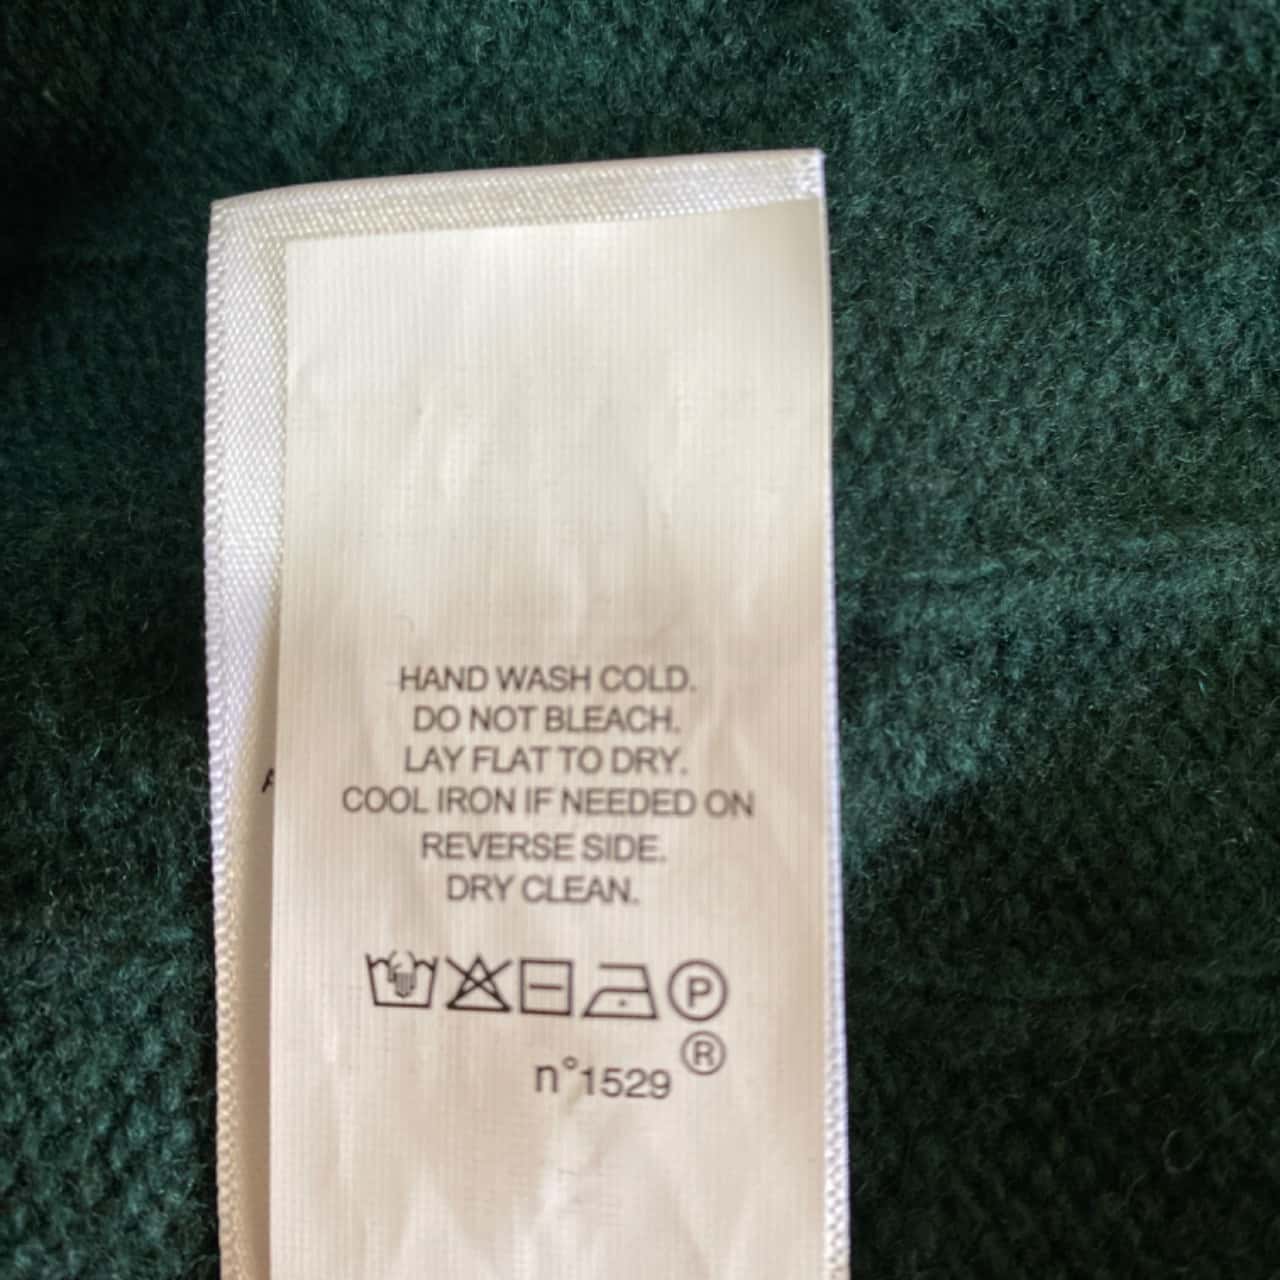 HAND WASH COLD.
DO NOT BLEACH.
LAY FLAT TO DRY.
COOL IRON IF NEEDED ON
REVERSE SIDE.
DRY CLEAN.
P
®
n°1529